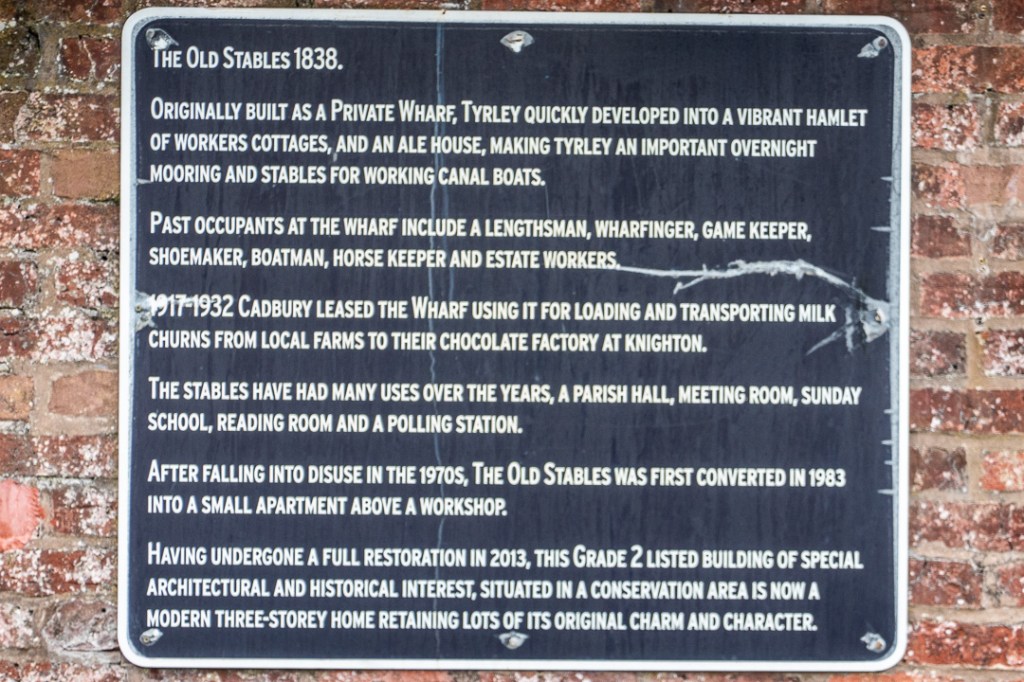 THE OLD STABLES 1838.
ORIGINALLY BUILT AS A PRIVATE WHARF, TYRLEY QUICKLY DEVELOPED INTO A VIBRANT HAMLET
OF WORKERS COTTAGES, AND AN ALE HOUSE, MAKING TYRLEY AN IMPORTANT OVERNIGHT
MOORING AND STABLES FOR WORKING CANAL BOATS.
PAST OCCUPANTS AT THE WHARF INCLUDE A LENGTHSMAN, WHARFINGER, GAME KEEPER,
SHOEMAKER, BOATMAN, HORSE KEEPER AND ESTATE WORKERS.
1917-1932 CADBURY LEASED THE WHARF USING IT FOR LOADING AND TRANSPORTING MILK
CHURNS FROM LOCAL FARMS TO THEIR CHOCOLATE FACTORY AT KNIGHTON.
THE STABLES HAVE HAD MANY USES OVER THE YEARS, A PARISH HALL, MEETING ROOM, SUNDAY
SCHOOL, READING ROOM AND A POLLING STATION.
AFTER FALLING INTO DISUSE IN THE 1970S, THE OLD STABLES WAS FIRST CONVERTED IN 1983
INTO A SMALL APARTMENT ABOVE A WORKSHOP.
HAVING UNDERGONE A FULL RESTORATION IN 2013, THIS GRADE 2 LISTED BUILDING OF SPECIAL
ARCHITECTURAL AND HISTORICAL INTEREST, SITUATED IN A CONSERVATION AREA IS NOW A
MODERN THREE-STOREY HOME RETAINING LOTS OF ITS ORIGINAL CHARM AND CHARACTER.